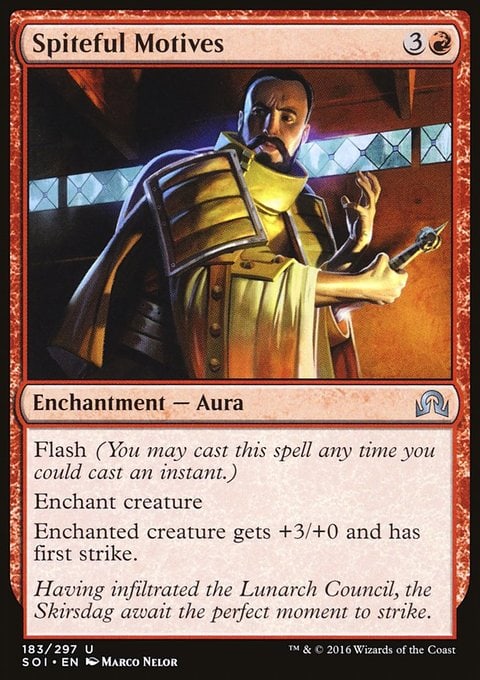 Spiteful Motives 3
Enchantment — Aura
Flash (You may cast this spell any time you
could cast an instant.)
Enchant creature
Enchanted creature gets +3/+0 and has
first strike.
Having infiltrated the Lunarch Council, the
Skirsdag await the perfect moment to strike.
183/297 U
SOI • EN Marco Nelor
™ & © 2016 Wizards of the Coast